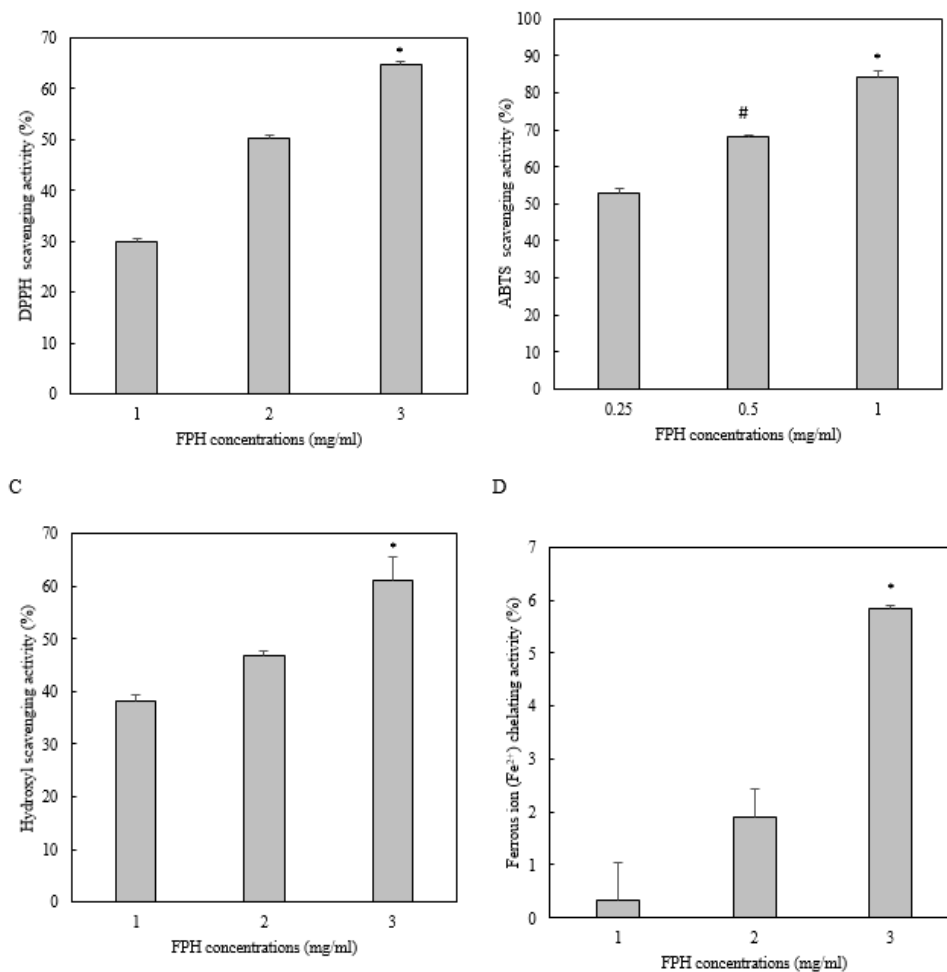 70
60
50
40
30
20
10
0
DPPH scavenging activity (%)
*
1 2 3
FPH concentrations (mg/ml)
100
90
80
70
60
50
40
30
20
10
0
ABTS scavenging activity (%)
#
*
0.25 0.5 1
FPH concentrations (mg/ml)
C
70
60
50
40
30
20
10
0
Hydroxyl scavenging activity (%)
*
1 2 3
FPH concentrations (mg/ml)
D
7
6
5
4
3
2
1
0
Ferrous ion (Fe²⁺) chelating activity (%)
*
1 2 3
FPH concentrations (mg/ml)